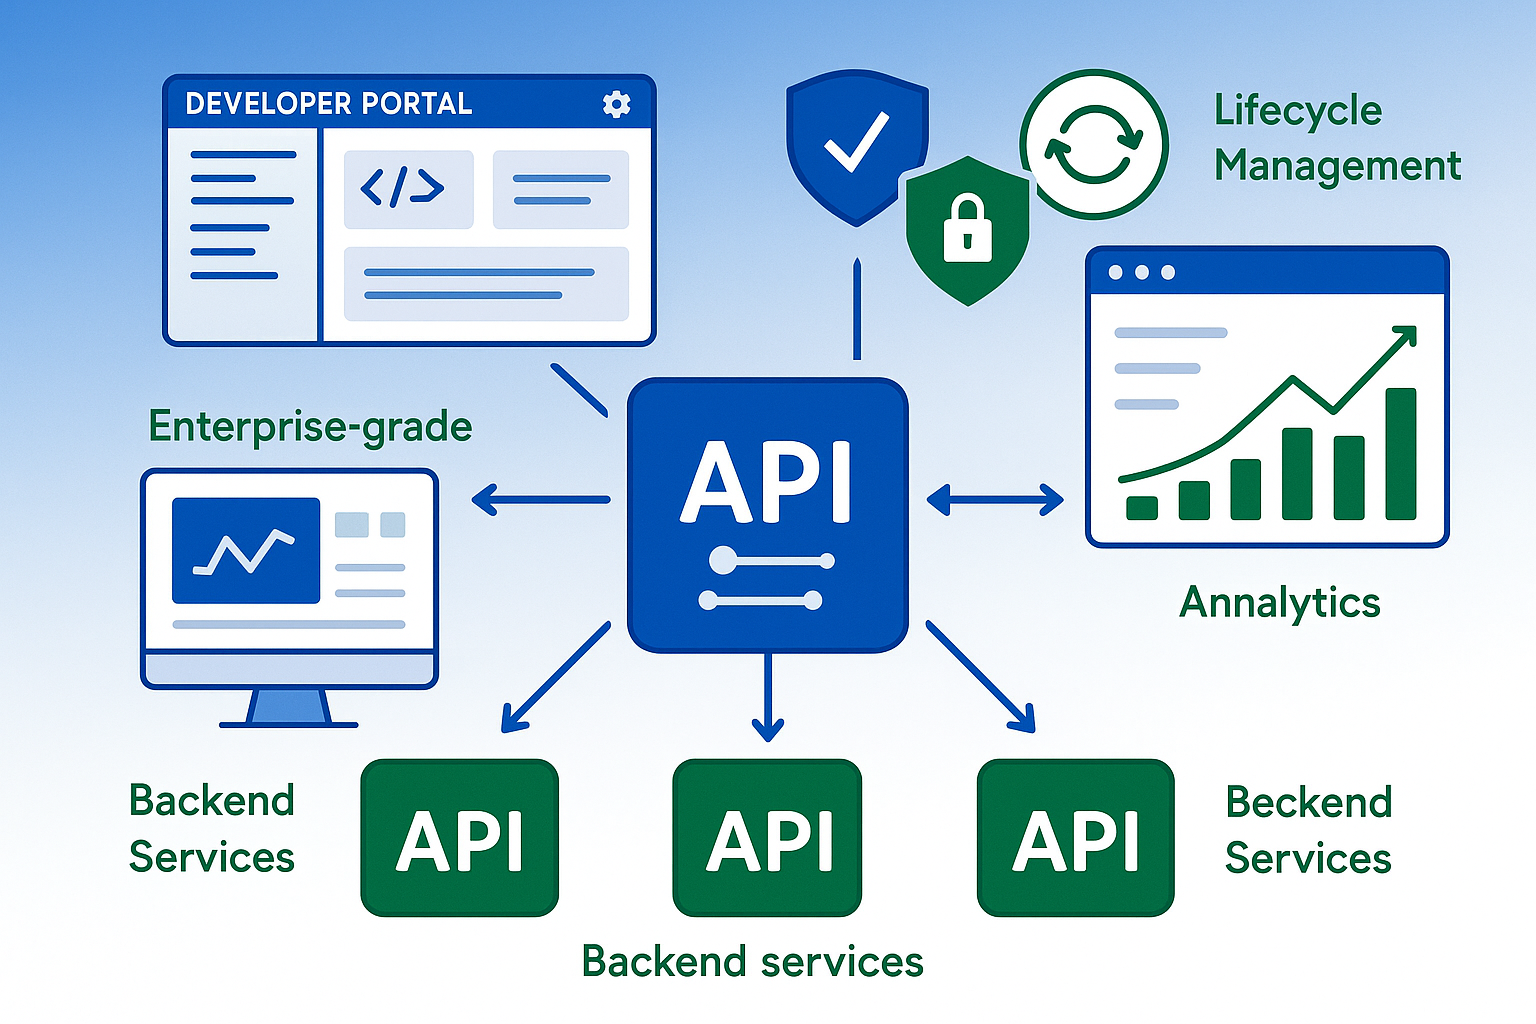 DEVELOPER PORTAL
</>
Lifecycle
Management
Enterprise-grade
API
Annalytics
Backend
Services
API
API
API
Beckend
Services
Backend services